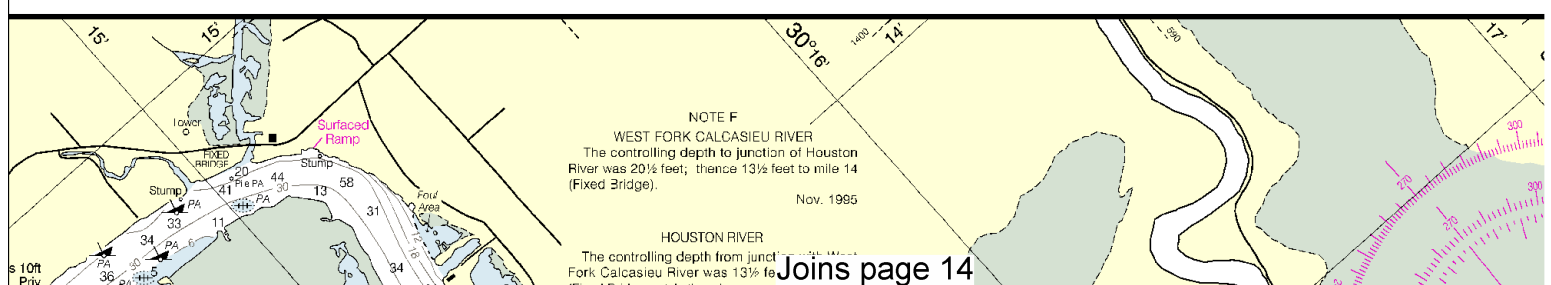 15'
15'
30°16'
1400
14'
590
17'
Tower
Surfaced
Ramp
FIXED
BRIDGE
Stump
20
Pie PA
44
41
30
PA
13
58
Stump
PA
33
11
34
PA
6
PA
30
36
5
PA
Foul
Area
31
12
18
34
s 10ft
Priv
NOTE F
WEST FORK CALCASIEU RIVER
The controlling depth to junction of Houston
River was 20½ feet; thence 13½ feet to mile 14
(Fixed Bridge).
Nov. 1995
HOUSTON RIVER
The controlling depth from junction with West
Fork Calcasieu River was 13½ fe
Joins page 14
300
270
300
270